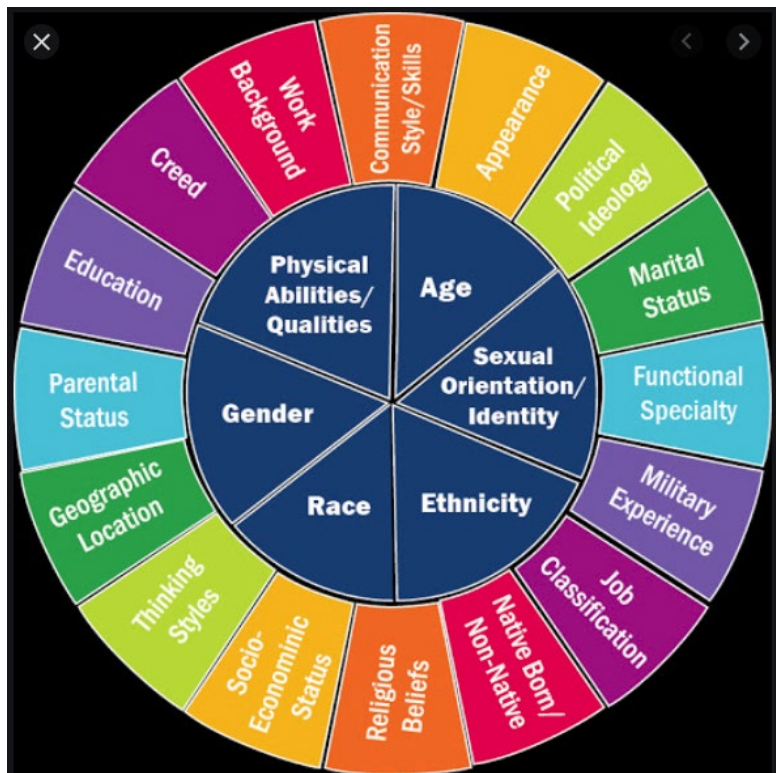 Communication
Style/Skills
Appearance
Political
Ideology
Marital
Status
Functional
Specialty
Military
Experience
Job
Classification
Native Born/
Non-Native
Religious
Beliefs
Socio-
Economic
Status
Thinking
Styles
Geographic
Location
Parental
Status
Education
Creed
Work
Background
Physical
Abilities/
Qualities
Age
Sexual
Orientation/
Identity
Ethnicity
Race
Gender